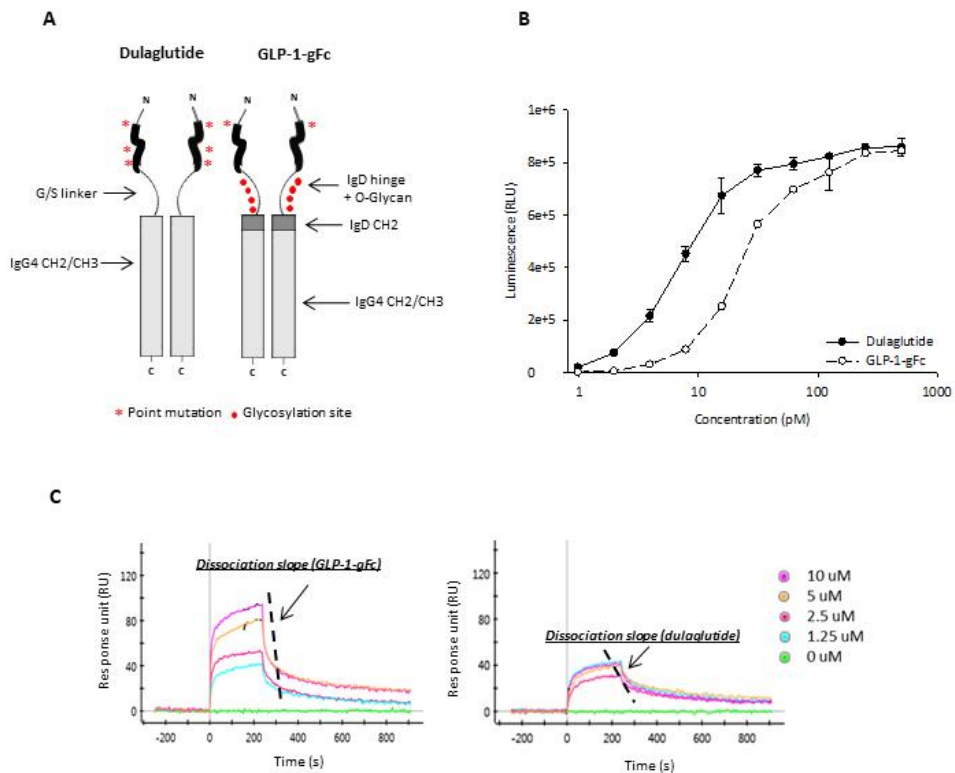 A
Dulaglutide
GLP-1-gFc
N
N
N
N
*
*
*
*
*
*
*
*
G/S linker
IgD hinge
+ O-Glycan
IgD CH2
IgG4 CH2/CH3
IgG4 CH2/CH3
C
C
C
C
* Point mutation
Glycosylation site
B
1e+6
8e+5
6e+5
4e+5
2e+5
0
Luminescence (RLU)
Dulaglutide
GLP-1-gFc
1
10
100
1000
Concentration (pM)
C
Response unit (RU)
120
80
40
0
Dissociation slope (GLP-1-gFc)
-200
0
200
400
600
800
Time (s)
Response unit (RU)
120
80
40
0
Dissociation slope (dulaglutide)
-200
0
200
400
600
800
Time (s)
10 uM
5 uM
2.5 uM
1.25 uM
0 uM